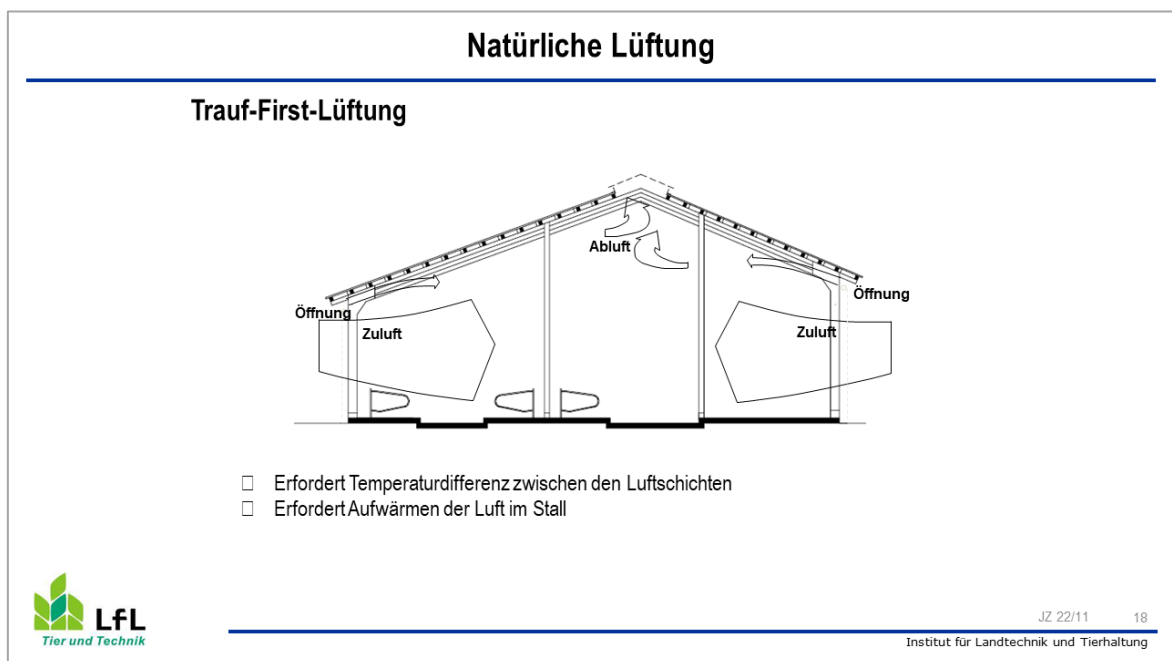 Natürliche Lüftung
Trauf-First-Lüftung
Abluft
Öffnung
Öffnung
Zuluft
Zuluft
Erfordert Temperaturdifferenz zwischen den Luftschichten
Erfordert Aufwärmen der Luft im Stall
LfL
Tier und Technik
JZ 22/11 18
Institut für Landtechnik und Tierhaltung